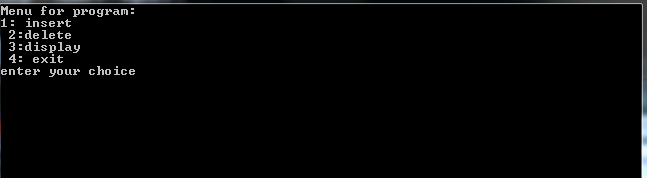 Menu for program:
1: insert
2:delete
3:display
4: exit
enter your choice